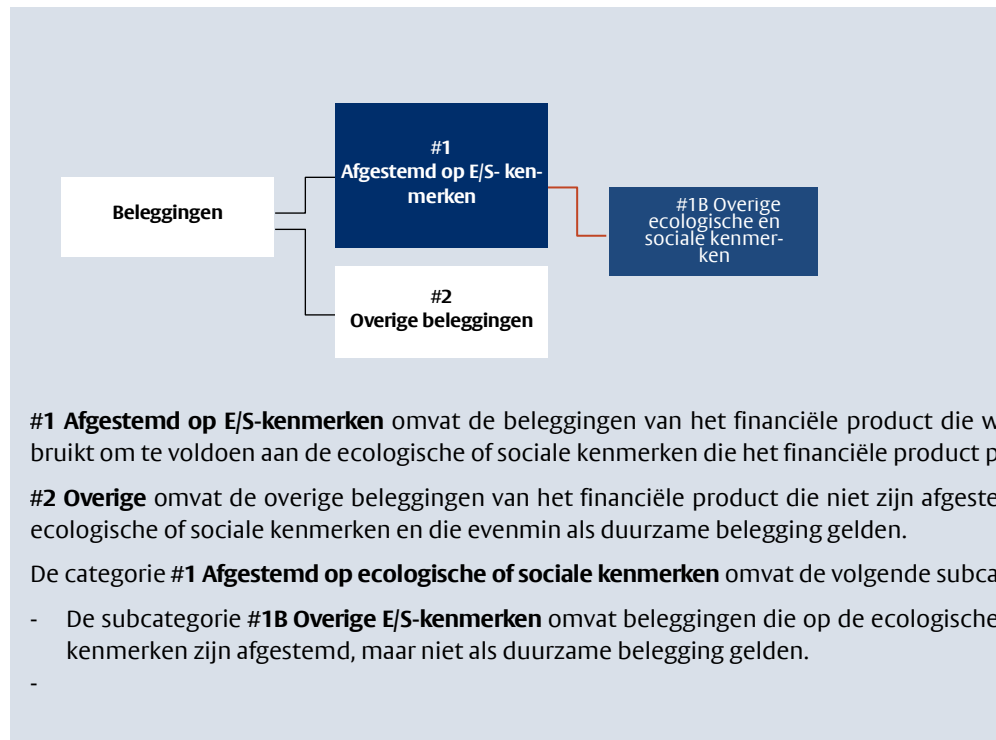 #1
Afgestemd op E/S- ken-
merken
Beleggingen
#1B Overige
ecologische en
sociale kenmer-
ken
#2
Overige beleggingen
#1 Afgestemd op E/S-kenmerken omvat de beleggingen van het financiële product die w
bruikt om te voldoen aan de ecologische of sociale kenmerken die het financiële product p
#2 Overige omvat de overige beleggingen van het financiële product die niet zijn afgeste
ecologische of sociale kenmerken en die evenmin als duurzame belegging gelden.
De categorie #1 Afgestemd op ecologische of sociale kenmerken omvat de volgende subca
- De subcategorie #1B Overige E/S-kenmerken omvat beleggingen die op de ecologische
kenmerken zijn afgestemd, maar niet als duurzame belegging gelden.
-